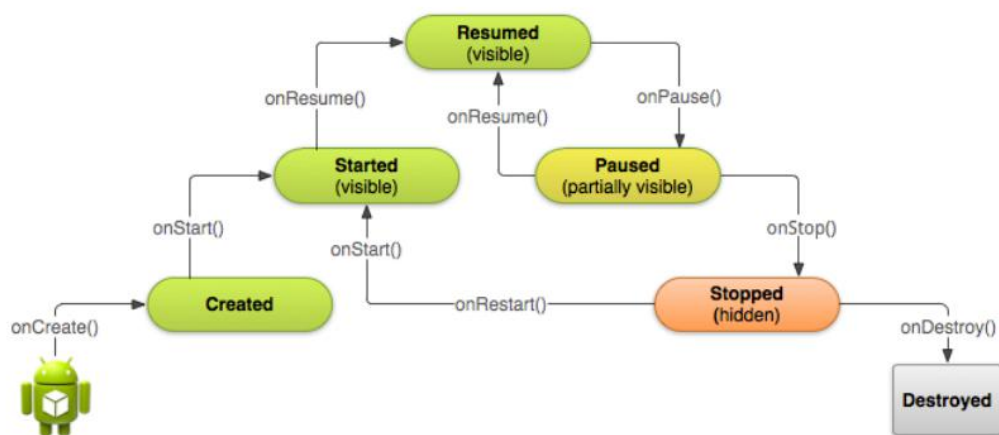 Resumed
(visible)
onResume()
onResume()
onPause()
Started
(visible)
Paused
(partially visible)
onStart()
onStart()
onStop()
Created
onRestart()
Stopped
(hidden)
onCreate()
onDestroy()
Destroyed